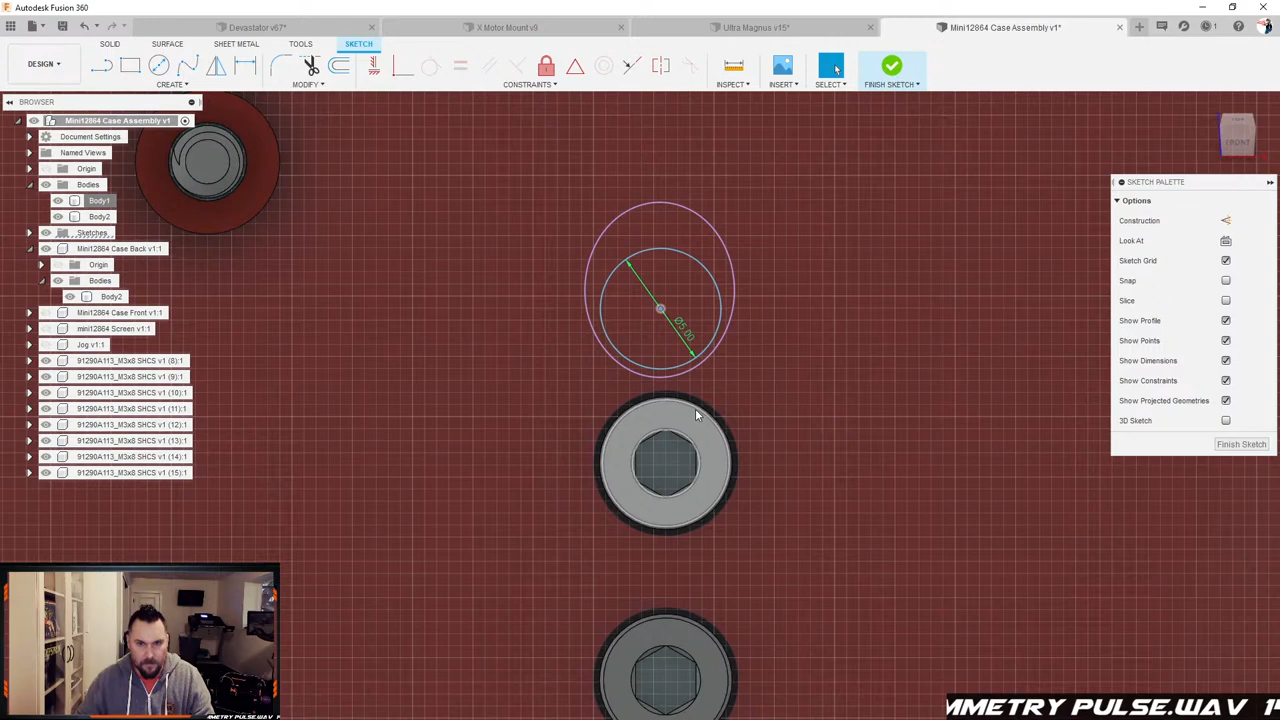 Autodesk Fusion 360
Devastator v67*
X Motor Mount v9
Ultra Magnus v15*
Mini12864 Case Assembly v1*
1
SOLID
SURFACE
SHEET METAL
TOOLS
SKETCH
DESIGN
CREATE
MODIFY
CONSTRAINTS
INSPECT
INSERT
SELECT
FINISH SKETCH
BROWSER
Mini12864 Case Assembly v1
Document Settings
Named Views
Origin
Bodies
Body1
Body2
Sketches
Mini12864 Case Back v1:1
Origin
Bodies
Body2
Mini12864 Case Front v1:1
mini12864 Screen v1:1
Jog v1:1
91290A113_M3x8 SHCS v1 (8):1
91290A113_M3x8 SHCS v1 (9):1
91290A113_M3x8 SHCS v1 (10):1
91290A113_M3x8 SHCS v1 (11):1
91290A113_M3x8 SHCS v1 (12):1
91290A113_M3x8 SHCS v1 (13):1
91290A113_M3x8 SHCS v1 (14):1
91290A113_M3x8 SHCS v1 (15):1
Ø5.00
FRONT
SKETCH PALETTE
Options
Construction
Look At
Sketch Grid
Snap
Slice
Show Profile
Show Points
Show Dimensions
Show Constraints
Show Projected Geometries
3D Sketch
Finish Sketch
MMETRY PULSE.WAV